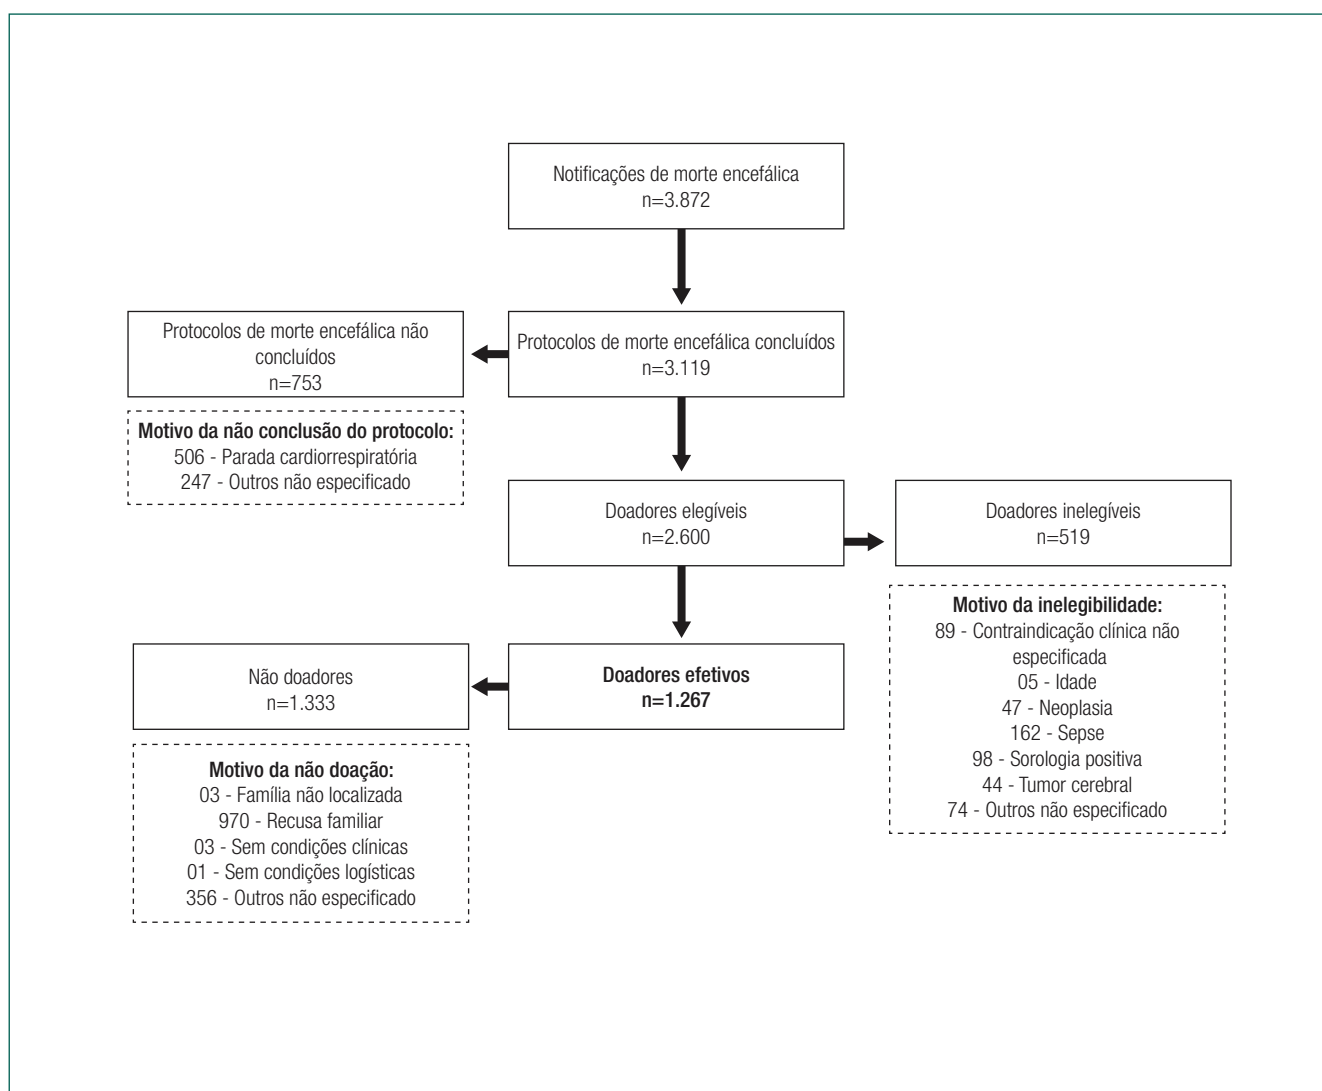 Notificações de morte encefálica
n=3.872
Protocolos de morte encefálica não
concluídos
n=753
Protocolos de morte encefálica concluídos
n=3.119
Motivo da não conclusão do protocolo:
506 - Parada cardiorrespiratória
247 - Outros não especificado
Doadores elegíveis
n=2.600
Doadores inelegíveis
n=519
Motivo da inelegibilidade:
89 - Contraindicação clínica não
especificada
05 - Idade
47 - Neoplasia
162 - Sepse
98 - Sorologia positiva
44 - Tumor cerebral
74 - Outros não especificado
Não doadores
n=1.333
Doadores efetivos
n=1.267
Motivo da não doação:
03 - Família não localizada
970 - Recusa familiar
03 - Sem condições clínicas
01 - Sem condições logísticas
356 - Outros não especificado